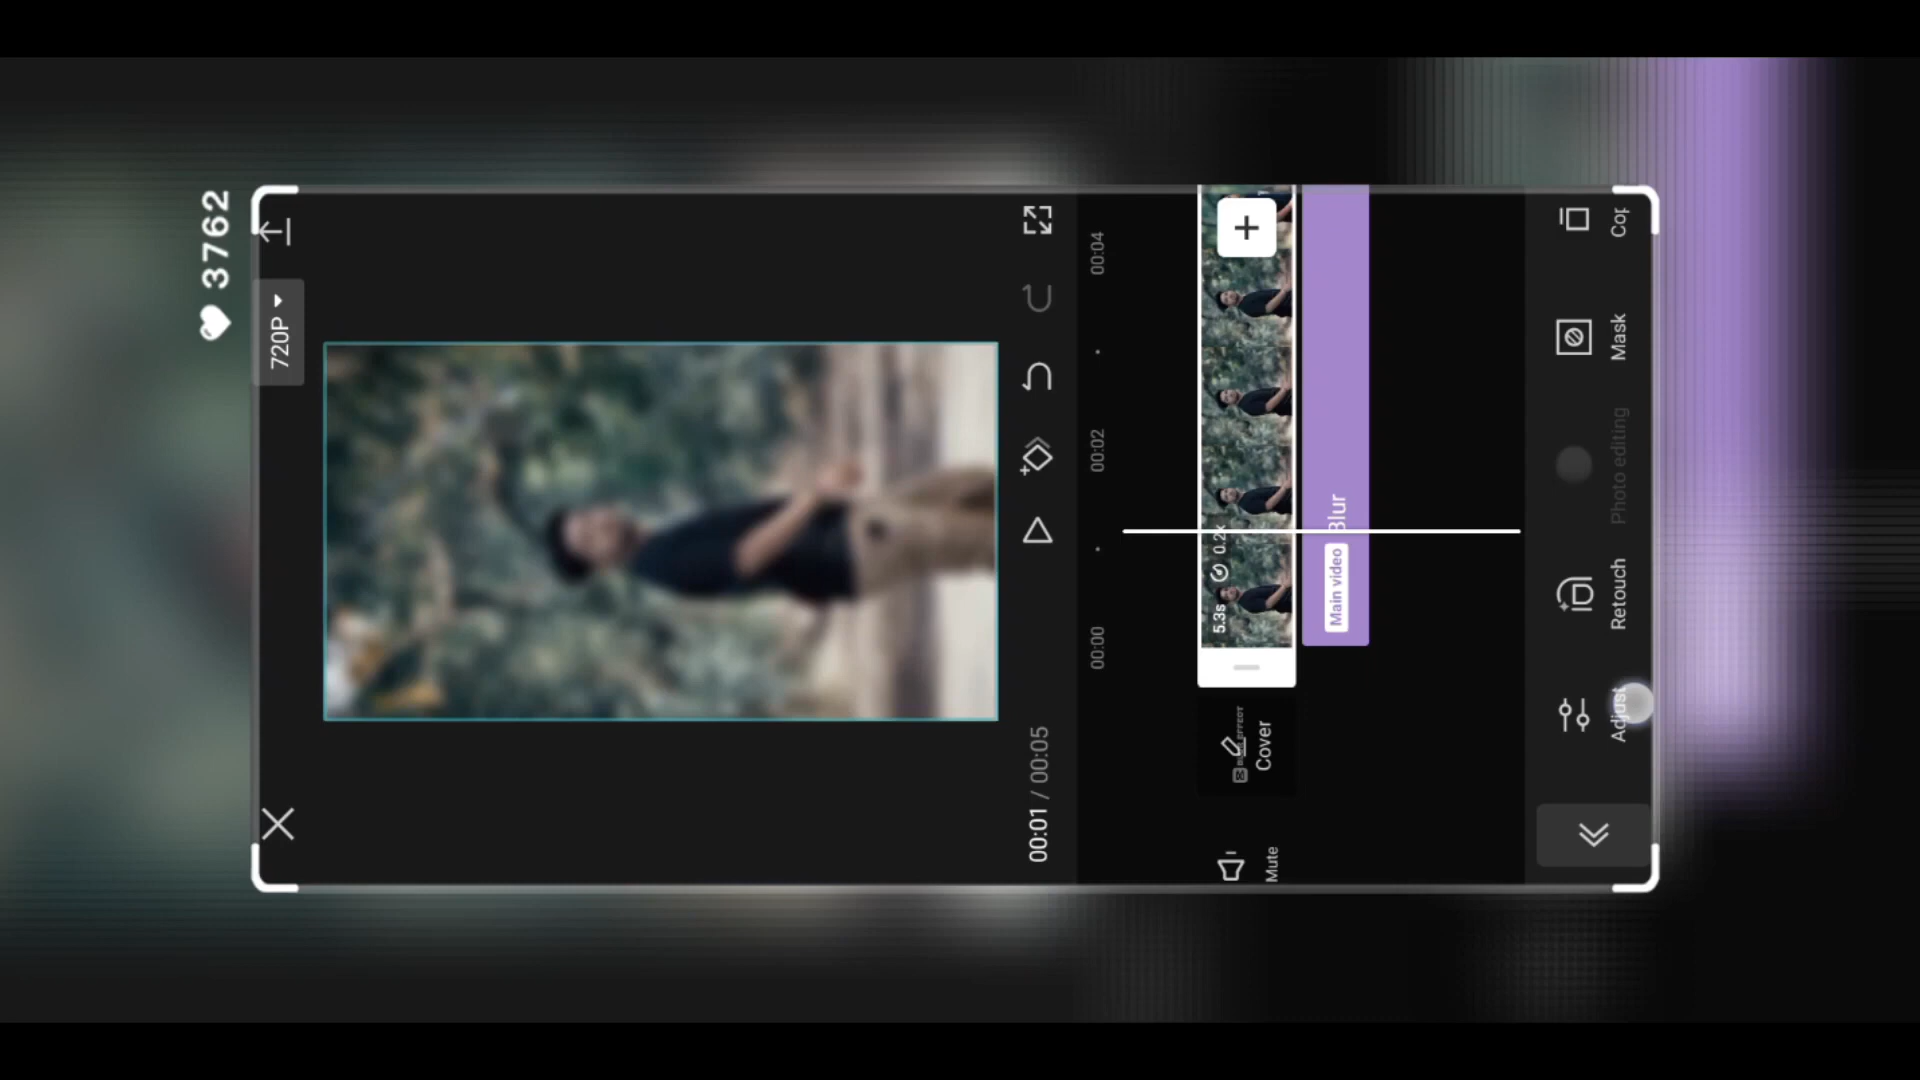 3762
720P
00:01 / 00:05
00:00
00:02
00:04
5.3s
Main video
Blur
Cover
Mute
Adjust
Retouch
Photo editing
Mask